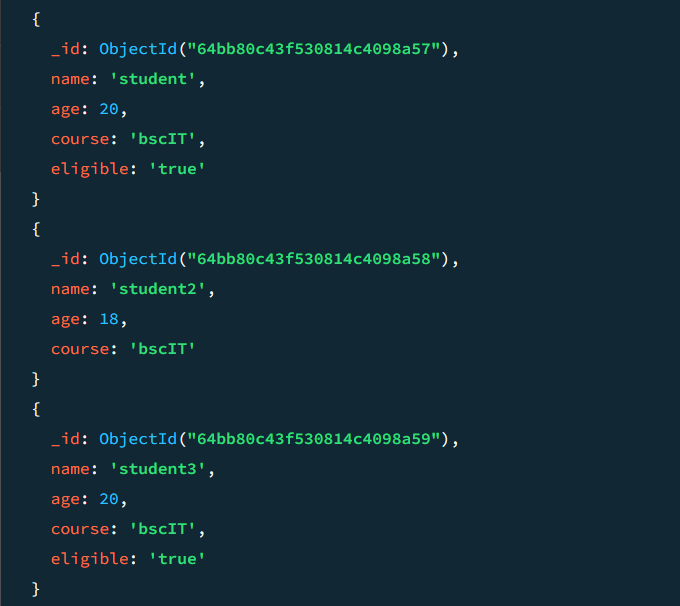 {
_id: ObjectId("64bb80c43f530814c4098a57"),
name: 'student',
age: 20,
course: 'bscIT',
eligible: 'true'
}
{
_id: ObjectId("64bb80c43f530814c4098a58"),
name: 'student2',
age: 18,
course: 'bscIT'
}
{
_id: ObjectId("64bb80c43f530814c4098a59"),
name: 'student3',
age: 20,
course: 'bscIT',
eligible: 'true'
}